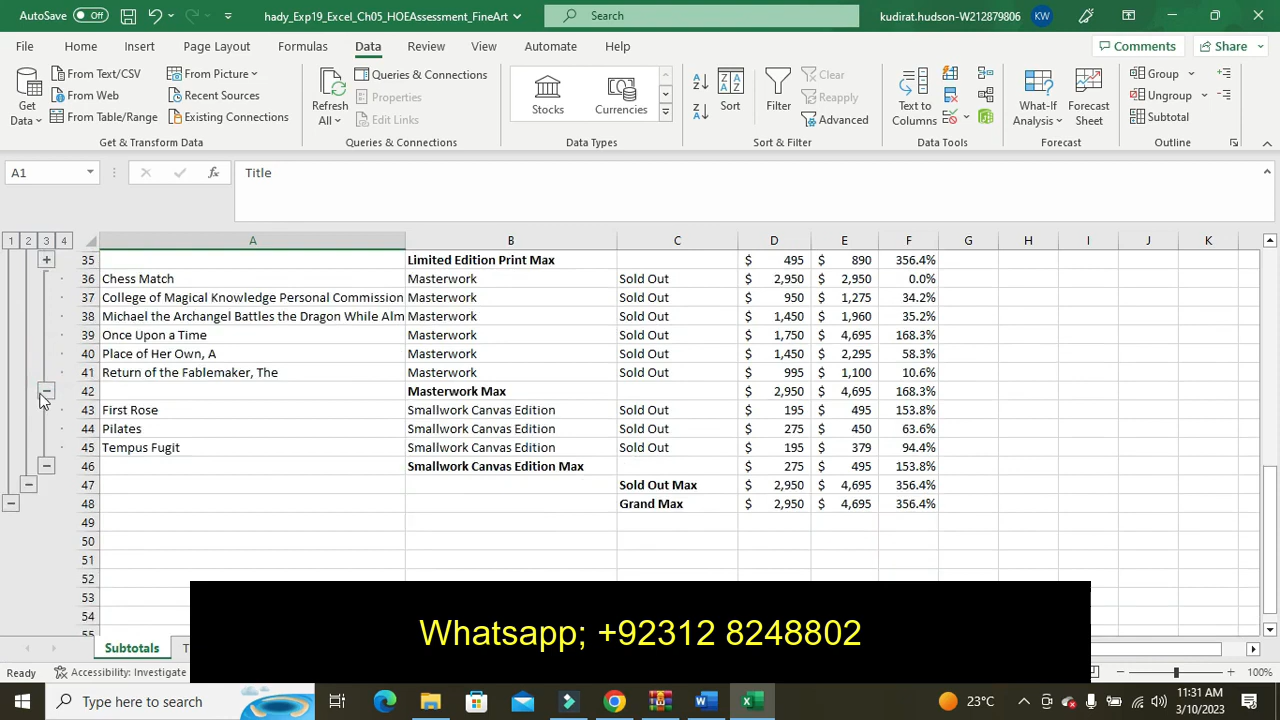 AutoSave Off hady_Exp19_Excel_Ch05_HOEAssessment_FineArt Search kudirat.hudson-W212879806 KW
File Home Insert Page Layout Formulas Data Review View Automate Help Comments Share
Get Data From Text/CSV From Web From Table/Range From Picture Recent Sources Existing Connections
Refresh All Queries & Connections Properties Edit Links
Stocks Currencies
Sort Filter Clear Reapply Advanced
Text to Columns What-If Analysis Forecast Sheet Group Ungroup Subtotal
Get & Transform Data Queries & Connections Data Types Sort & Filter Data Tools Forecast Outline
A1 fx Title
1 2 3 4 A B C D E F G H I J K
35 Limited Edition Print Max $ 495 $ 890 356.4%
36 Chess Match Masterwork Sold Out $ 2,950 $ 2,950 0.0%
37 College of Magical Knowledge Personal Commission Masterwork Sold Out $ 950 $ 1,275 34.2%
38 Michael the Archangel Battles the Dragon While Alm Masterwork Sold Out $ 1,450 $ 1,960 35.2%
39 Once Upon a Time Masterwork Sold Out $ 1,750 $ 4,695 168.3%
40 Place of Her Own, A Masterwork Sold Out $ 1,450 $ 2,295 58.3%
41 Return of the Fablemaker, The Masterwork Sold Out $ 995 $ 1,100 10.6%
42 Masterwork Max $ 2,950 $ 4,695 168.3%
43 First Rose Smallwork Canvas Edition Sold Out $ 195 $ 495 153.8%
44 Pilates Smallwork Canvas Edition Sold Out $ 275 $ 450 63.6%
45 Tempus Fugit Smallwork Canvas Edition Sold Out $ 195 $ 379 94.4%
46 Smallwork Canvas Edition Max $ 275 $ 495 153.8%
47 Sold Out Max $ 2,950 $ 4,695 356.4%
48 Grand Max $ 2,950 $ 4,695 356.4%
49
50
51
52
53
54
55
Whatsapp; +92312 8248802
Subtotals T
Ready Accessibility: Investigate 100%
Type here to search 23°C 11:31 AM
3/10/2023